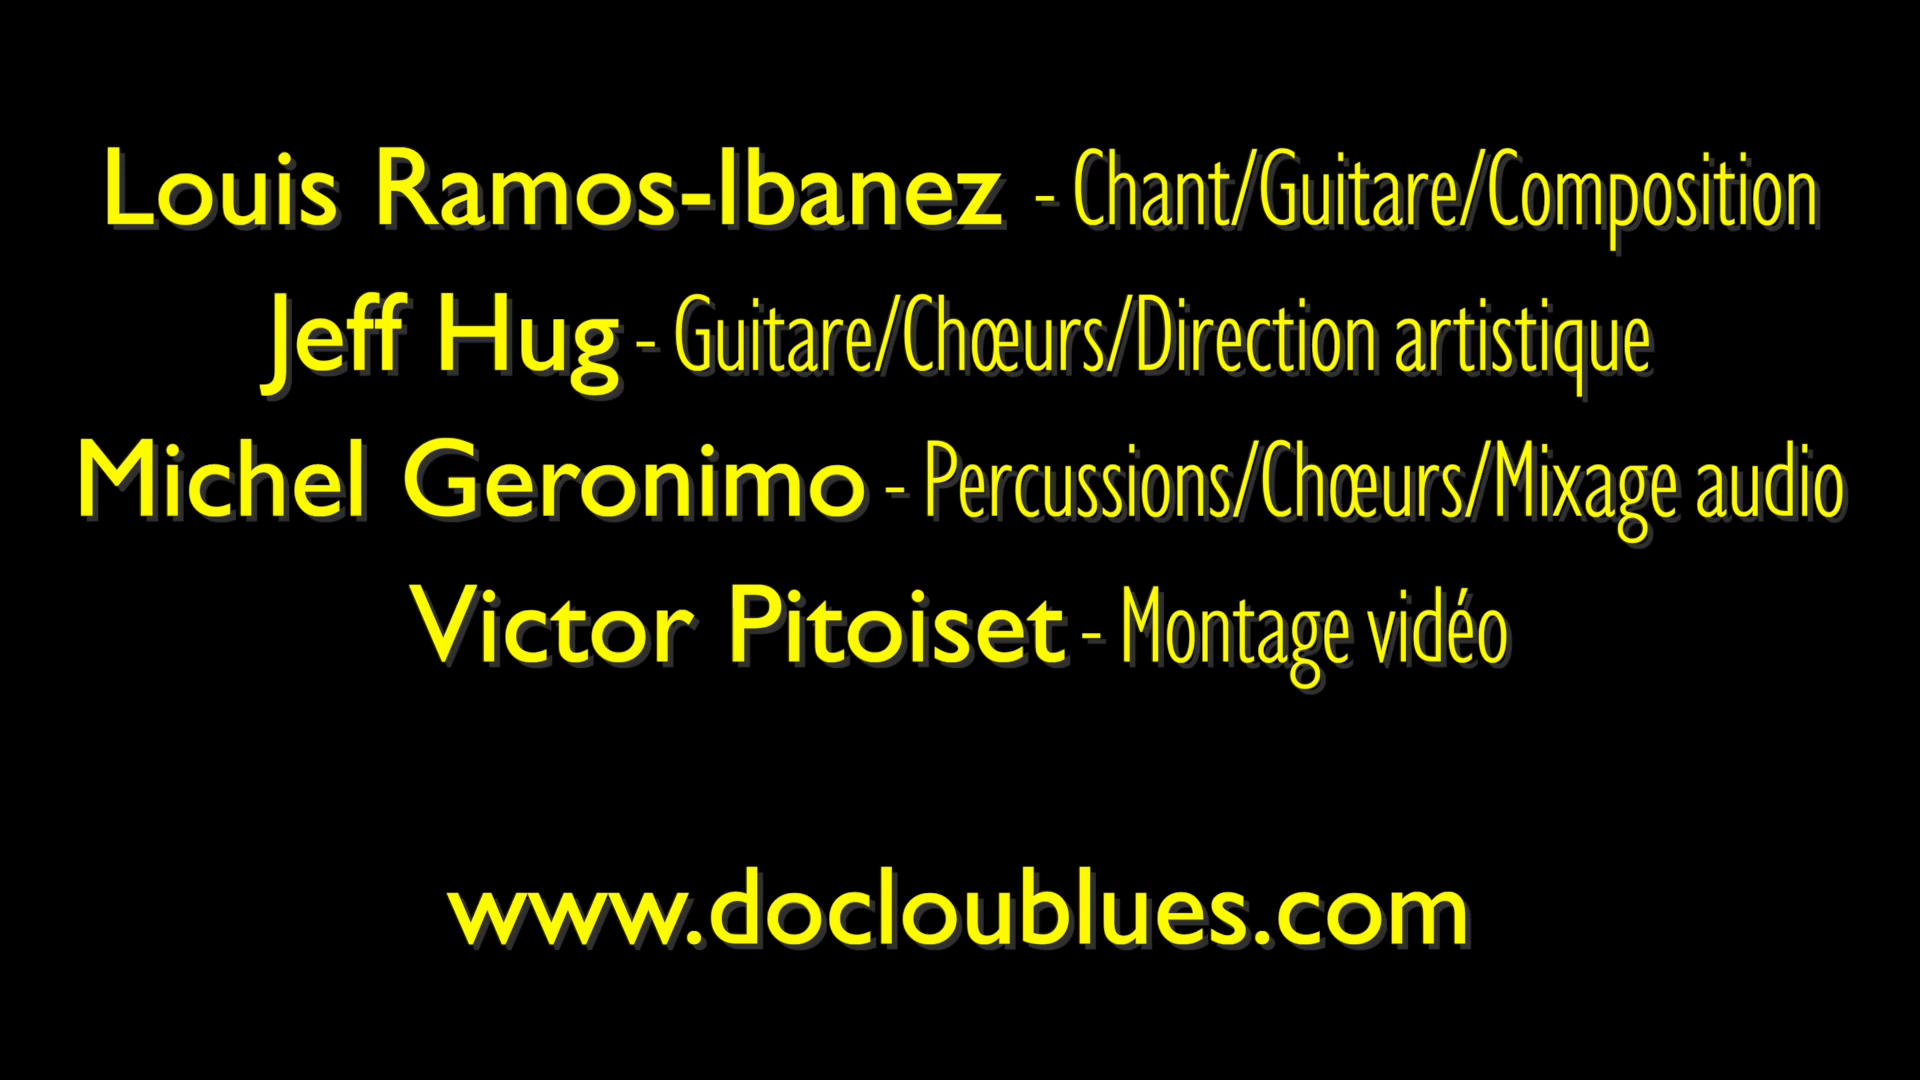 Louis Ramos-Ibanez - Chant/Guitare/Composition
Jeff Hug - Guitare/Chœurs/Direction artistique
Michel Geronimo - Percussions/Chœurs/Mixage audio
Victor Pitoiset - Montage vidéo
www.docloublues.com